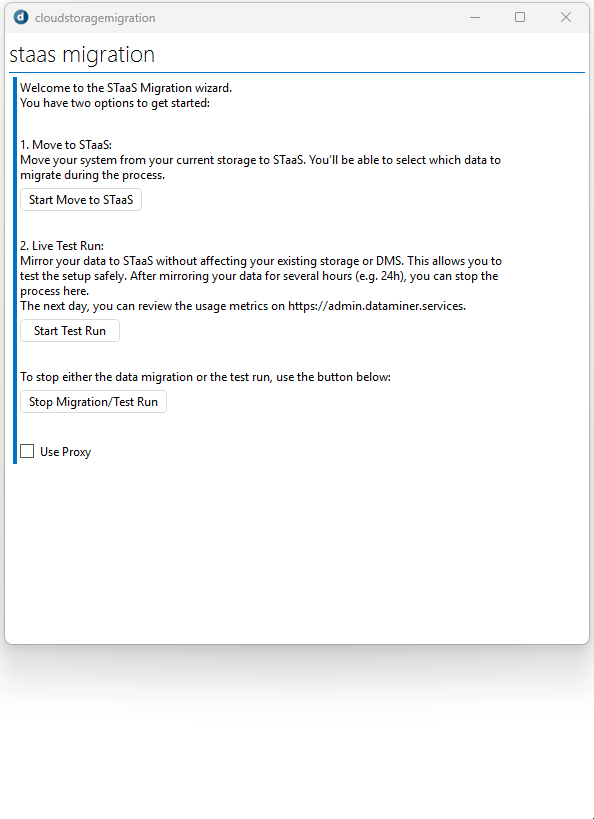 cloudstoragemigration
staas migration
Welcome to the STaaS Migration wizard.
You have two options to get started:
1. Move to STaaS:
Move your system from your current storage to STaaS. You'll be able to select which data to
migrate during the process.
Start Move to STaaS
2. Live Test Run:
Mirror your data to STaaS without affecting your existing storage or DMS. This allows you to
test the setup safely. After mirroring your data for several hours (e.g. 24h), you can stop the
process here.
The next day, you can review the usage metrics on https://admin.dataminer.services.
Start Test Run
To stop either the data migration or the test run, use the button below:
Stop Migration/Test Run
Use Proxy